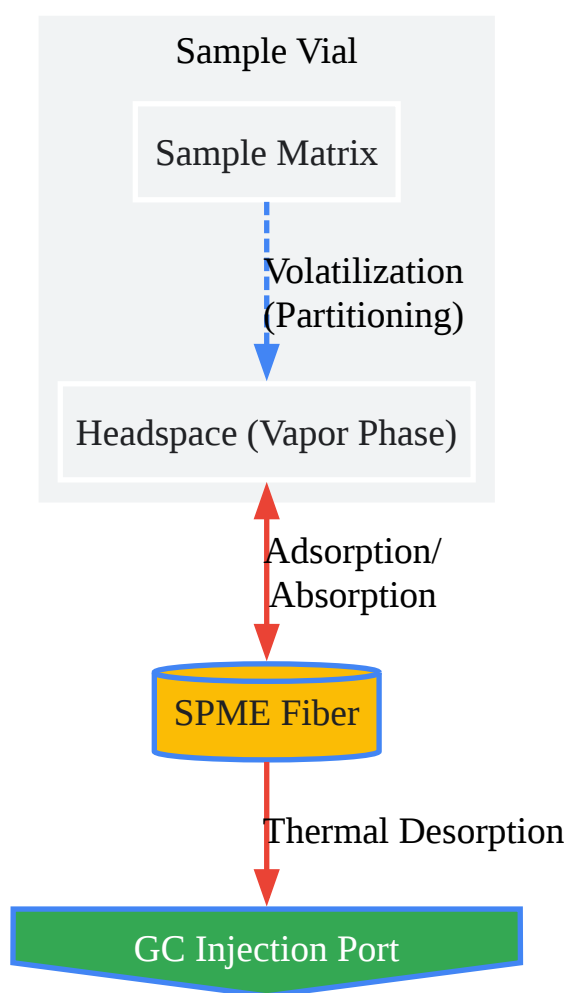 Sample Vial
Sample Matrix
Volatilization
(Partitioning)
Headspace (Vapor Phase)
Adsorption/
Absorption
SPME Fiber
Thermal Desorption
GC Injection Port